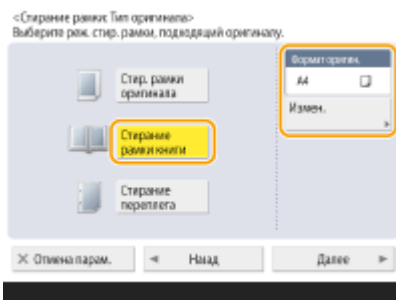 <Стирание рамки: Тип оригинала>
Выберите реж. стир. рамки, подходящий оригиналу.
Формат оригин.
A4
Стир. рамки
оригинала
Измен.
Стирание
рамки книги
Стирание
переплета
Отмена парам.
Назад
Далее